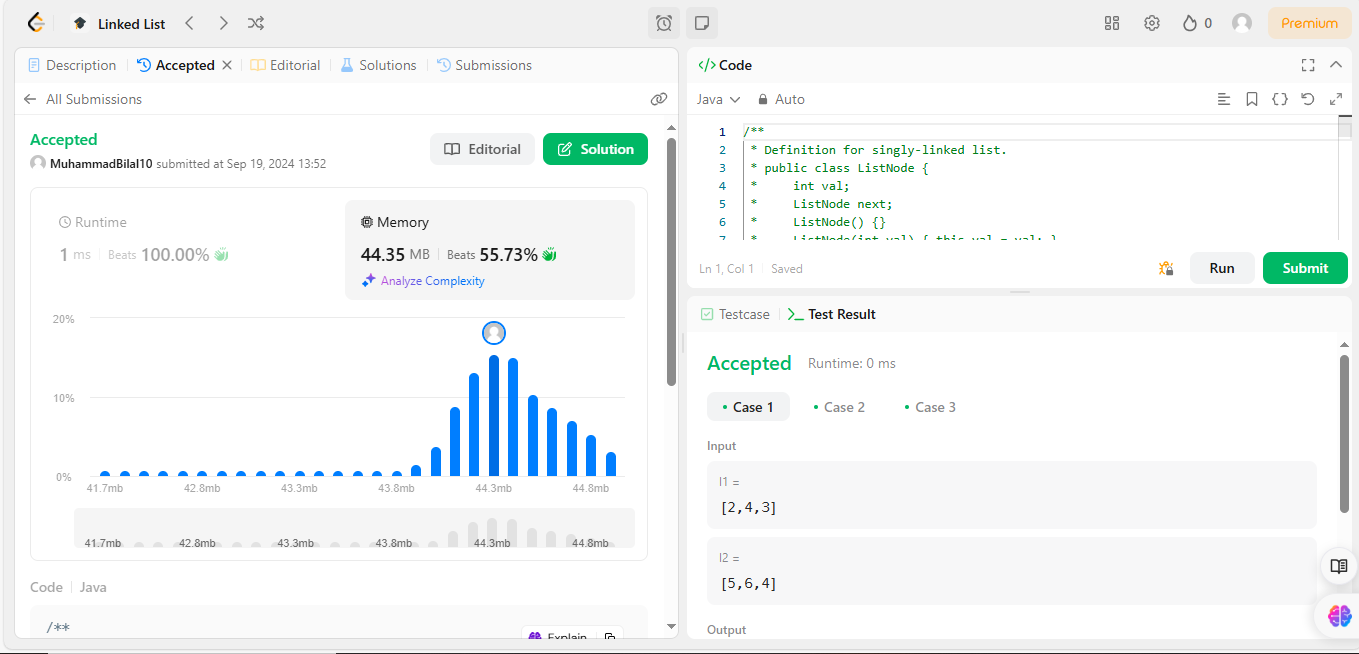 Linked List
0
Premium
Description
Accepted
Editorial
Solutions
Submissions
All Submissions
Accepted
Editorial
Solution
MuhammadBilal10 submitted at Sep 19, 2024 13:52
Runtime
1 ms
Beats 100.00%
Memory
44.35 MB
Beats 55.73%
Analyze Complexity
20%
10%
0%
41.7mb 42.8mb 43.3mb 43.8mb 44.3mb 44.8mb
41.7mb 42.8mb 43.3mb 43.8mb 44.3mb 44.8mb
Code
Java
/**
Explain
</> Code
Java
Auto
1 /**
2 * Definition for singly-linked list.
3 * public class ListNode {
4 *     int val;
5 *     ListNode next;
6 *     ListNode() {}
7 *     ListNode(int val) { this.val = val; }
Ln 1, Col 1
Saved
Run
Submit
Testcase
Test Result
Accepted
Runtime: 0 ms
Case 1
Case 2
Case 3
Input
l1 =
[2,4,3]
l2 =
[5,6,4]
Output